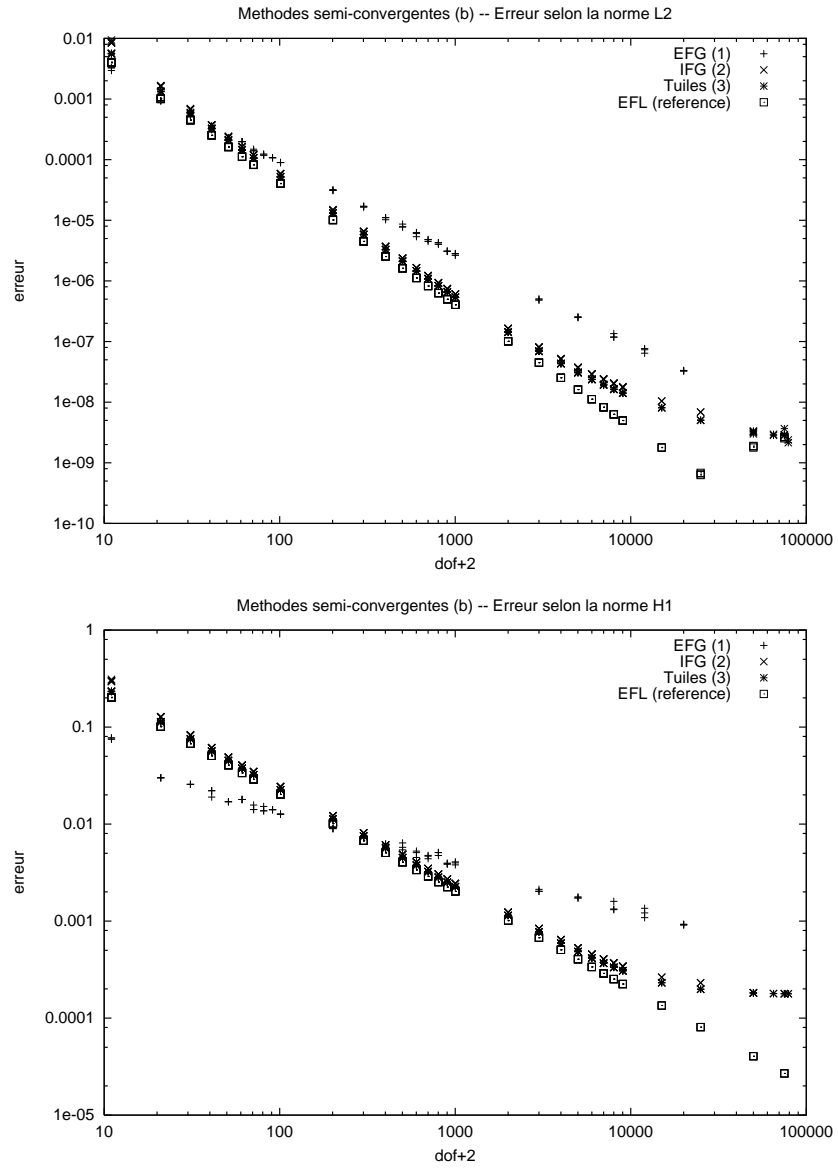 Methodes semi-convergentes (b) -- Erreur selon la norme L2
0.01
0.001
0.0001
1e-05
1e-06
1e-07
1e-08
1e-09
1e-10
erreur
EFG (1)
IFG (2)
Tuiles (3)
EFL (reference)
10 100 1000 10000 100000
dof+2
Methodes semi-convergentes (b) -- Erreur selon la norme H1
1
0.1
0.01
0.001
0.0001
1e-05
erreur
EFG (1)
IFG (2)
Tuiles (3)
EFL (reference)
10 100 1000 10000 100000
dof+2